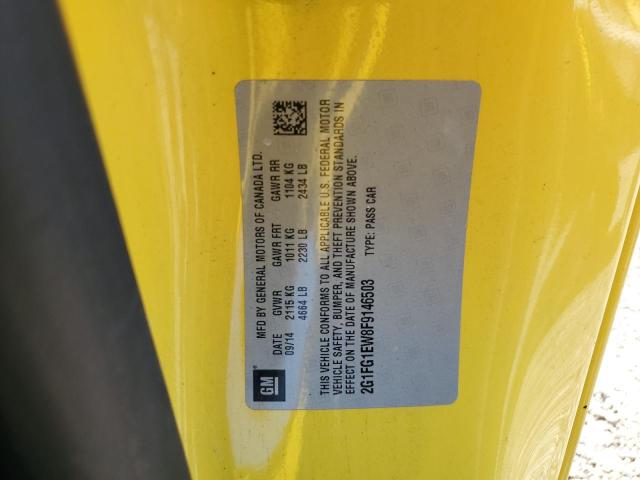 MFD BY GENERAL MOTORS OF CANADA LTD.
DATE GVWR GAWR FRT GAWR RR
09/14 2115 KG 1011 KG 1104 KG
4664 LB 2230 LB 2434 LB
GM
THIS VEHICLE CONFORMS TO ALL APPLICABLE U.S. FEDERAL MOTOR
VEHICLE SAFETY, BUMPER, AND THEFT PREVENTION STANDARDS IN
EFFECT ON THE DATE OF MANUFACTURE SHOWN ABOVE.
2G1FG1EW8F9146503 TYPE: PASS CAR